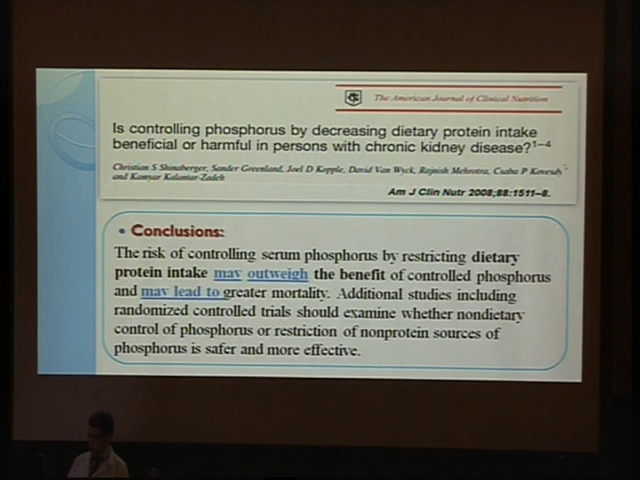 The American Journal of Clinical Nutrition
Is controlling phosphorus by decreasing dietary protein intake
beneficial or harmful in persons with chronic kidney disease?1–4
Christian S Shinaberger, Sander Greenland, Joel D Kopple, David Van Wyck, Rajnish Mehrotra, Csaba P Kovesdy
and Kamyar Kalantar-Zadeh
Am J Clin Nutr 2008;88:1511–8.
• Conclusions:
The risk of controlling serum phosphorus by restricting dietary
protein intake may outweigh the benefit of controlled phosphorus
and may lead to greater mortality. Additional studies including
randomized controlled trials should examine whether nondietary
control of phosphorus or restriction of nonprotein sources of
phosphorus is safer and more effective.